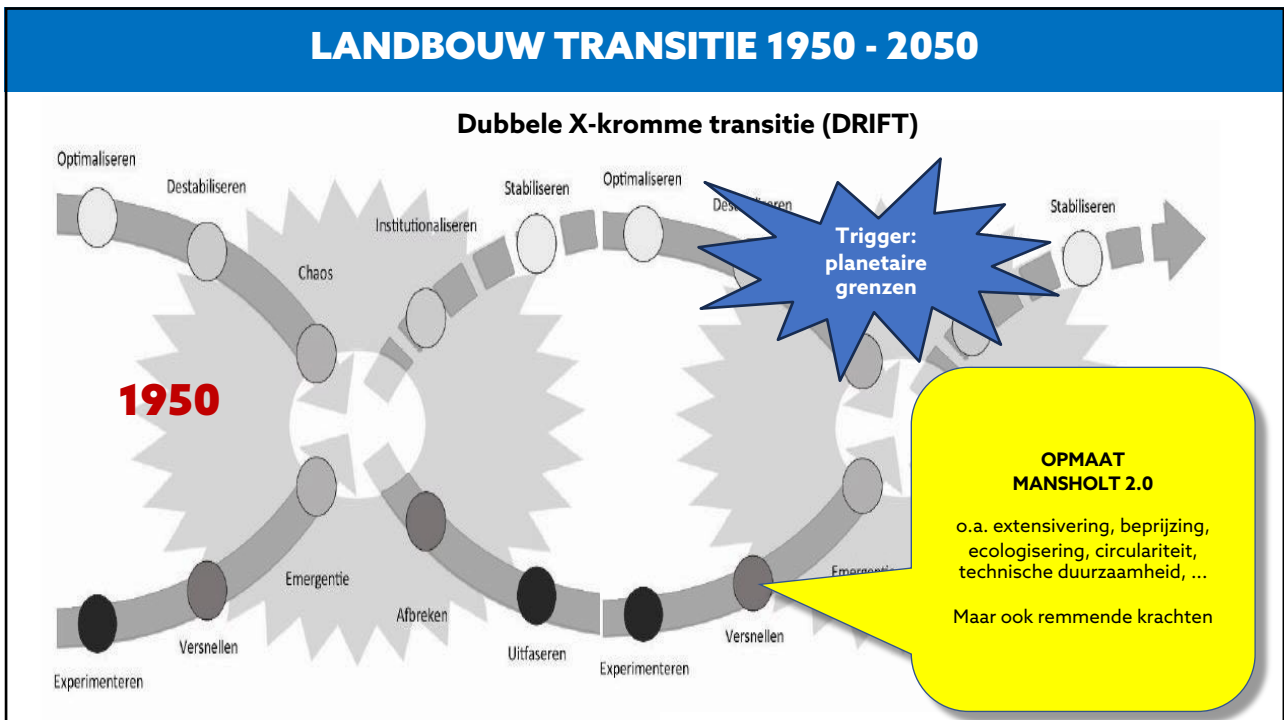 LANDBOUW TRANSITIE 1950 - 2050
Dubbele X-kromme transitie (DRIFT)
Optimaliseren
Destabiliseren
Chaos
Institutionaliseren
Stabiliseren
Optimaliseren
Trigger:
planetaire
grenzen
Stabiliseren
1950
Emergentie
Versnellen
Experimenteren
Afbreken
Uitfaseren
Experimenteren
Versnellen
OPMAAT
MANSHOLT 2.0
o.a. extensivering, beprijzing,
ecologisering, circulariteit,
technische duurzaamheid, ...
Maar ook remmende krachten